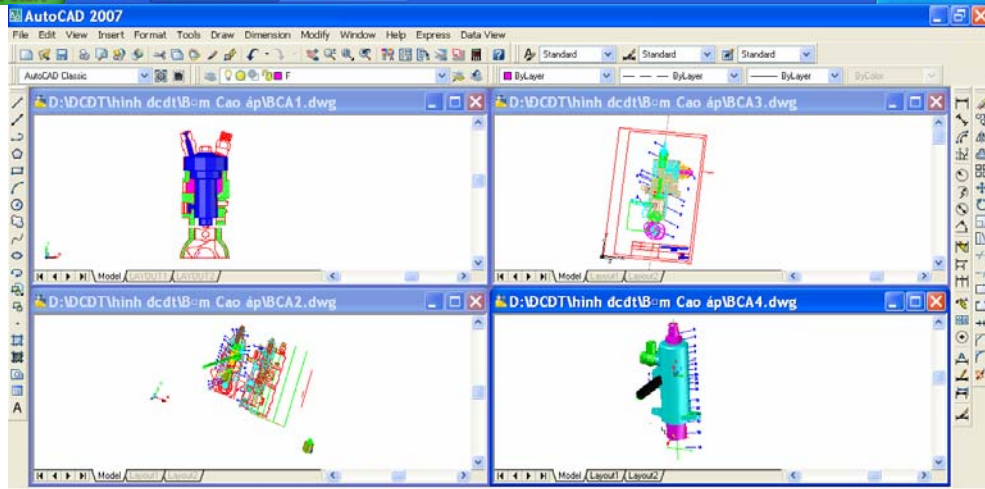 AutoCAD 2007
File Edit View Insert Format Tools Draw Dimension Modify Window Help Express Data View
Standard Standard Standard
AutoCAD Classic F ByLayer ByLayer ByLayer ByColor
D:\DCDT\hinh dcdt\B▫m Cao áp\BCA1.dwg
Model LAYOUT1 LAYOUT2
D:\DCDT\hinh dcdt\B▫m Cao áp\BCA3.dwg
Model Layout1 Layout2
D:\DCDT\hinh dcdt\B▫m Cao áp\BCA2.dwg
Model Layout1 Layout2
D:\DCDT\hinh dcdt\B▫m Cao áp\BCA4.dwg
Model Layout1 Layout2
A
A